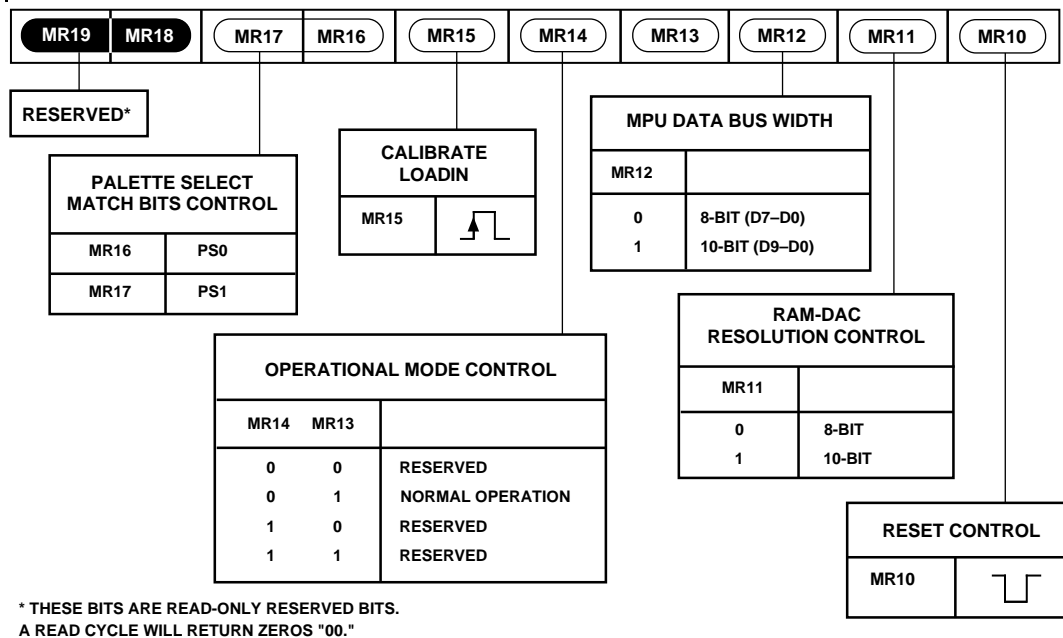 MR19 MR18 MR17 MR16 MR15 MR14 MR13 MR12 MR11 MR10
RESERVED*
PALETTE SELECT
MATCH BITS CONTROL
MR16 PS0
MR17 PS1
CALIBRATE
LOADIN
MR15
MPU DATA BUS WIDTH
MR12
0 8-BIT (D7–D0)
1 10-BIT (D9–D0)
OPERATIONAL MODE CONTROL
MR14 MR13
0 0 RESERVED
0 1 NORMAL OPERATION
1 0 RESERVED
1 1 RESERVED
RAM-DAC
RESOLUTION CONTROL
MR11
0 8-BIT
1 10-BIT
RESET CONTROL
MR10
* THESE BITS ARE READ-ONLY RESERVED BITS.
A READ CYCLE WILL RETURN ZEROS "00."